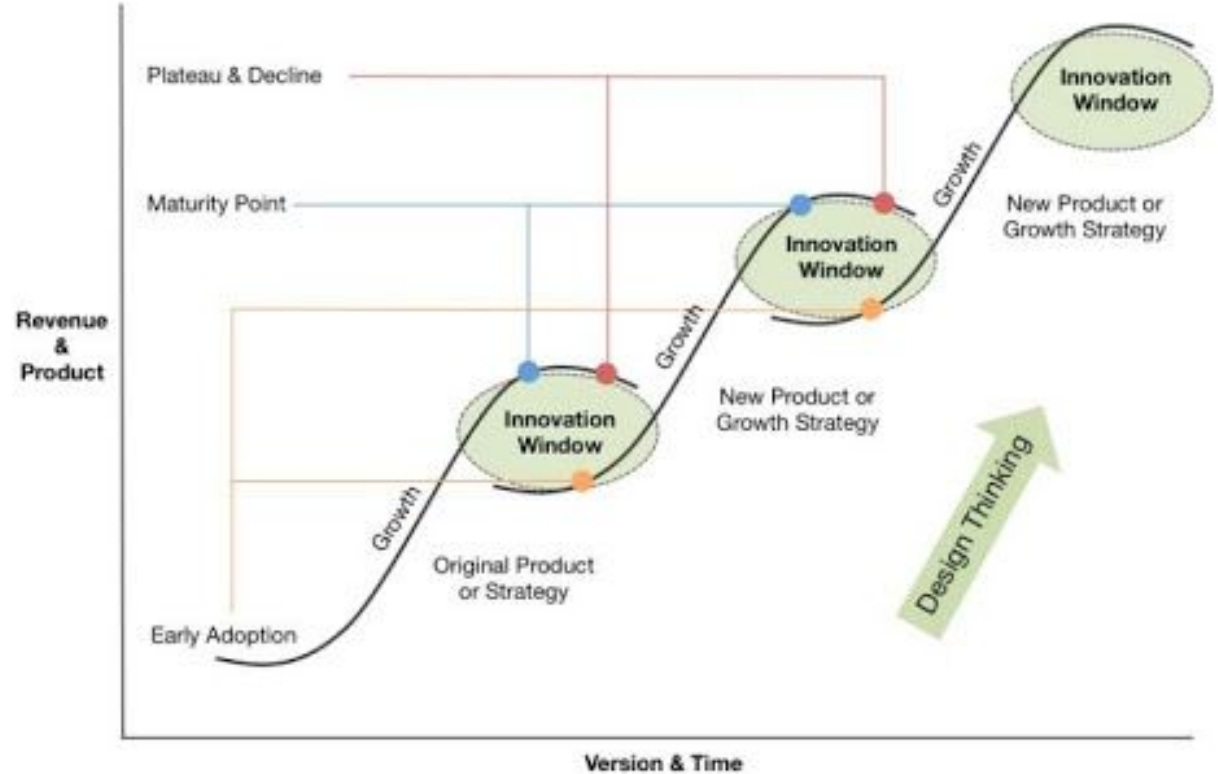 Plateau & Decline
Innovation
Window
Growth
Maturity Point
New Product or
Growth Strategy
Innovation
Window
Revenue
&
Product
Growth
New Product or
Growth Strategy
Innovation
Window
Design Thinking
Growth
Original Product
or Strategy
Early Adoption
Version & Time